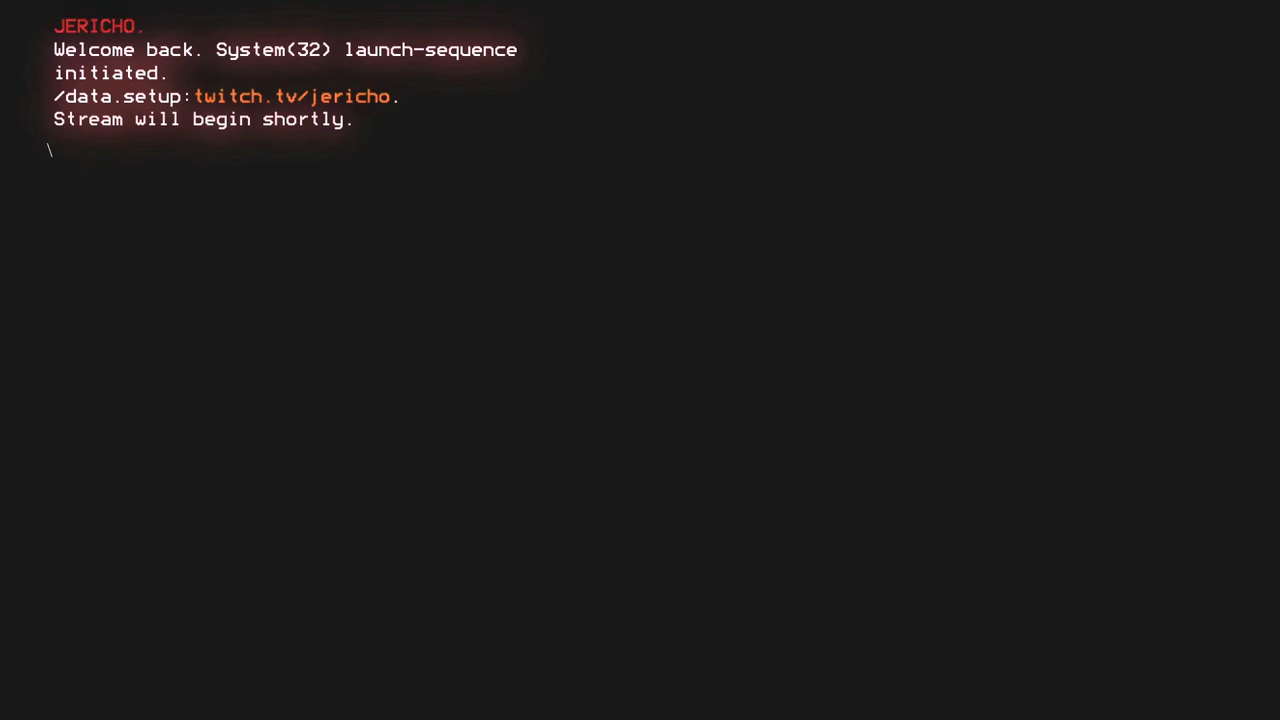 JERICHO.
Welcome back. System(32) launch-sequence
initiated.
/data.setup:twitch.tv/jericho.
Stream will begin shortly.
\